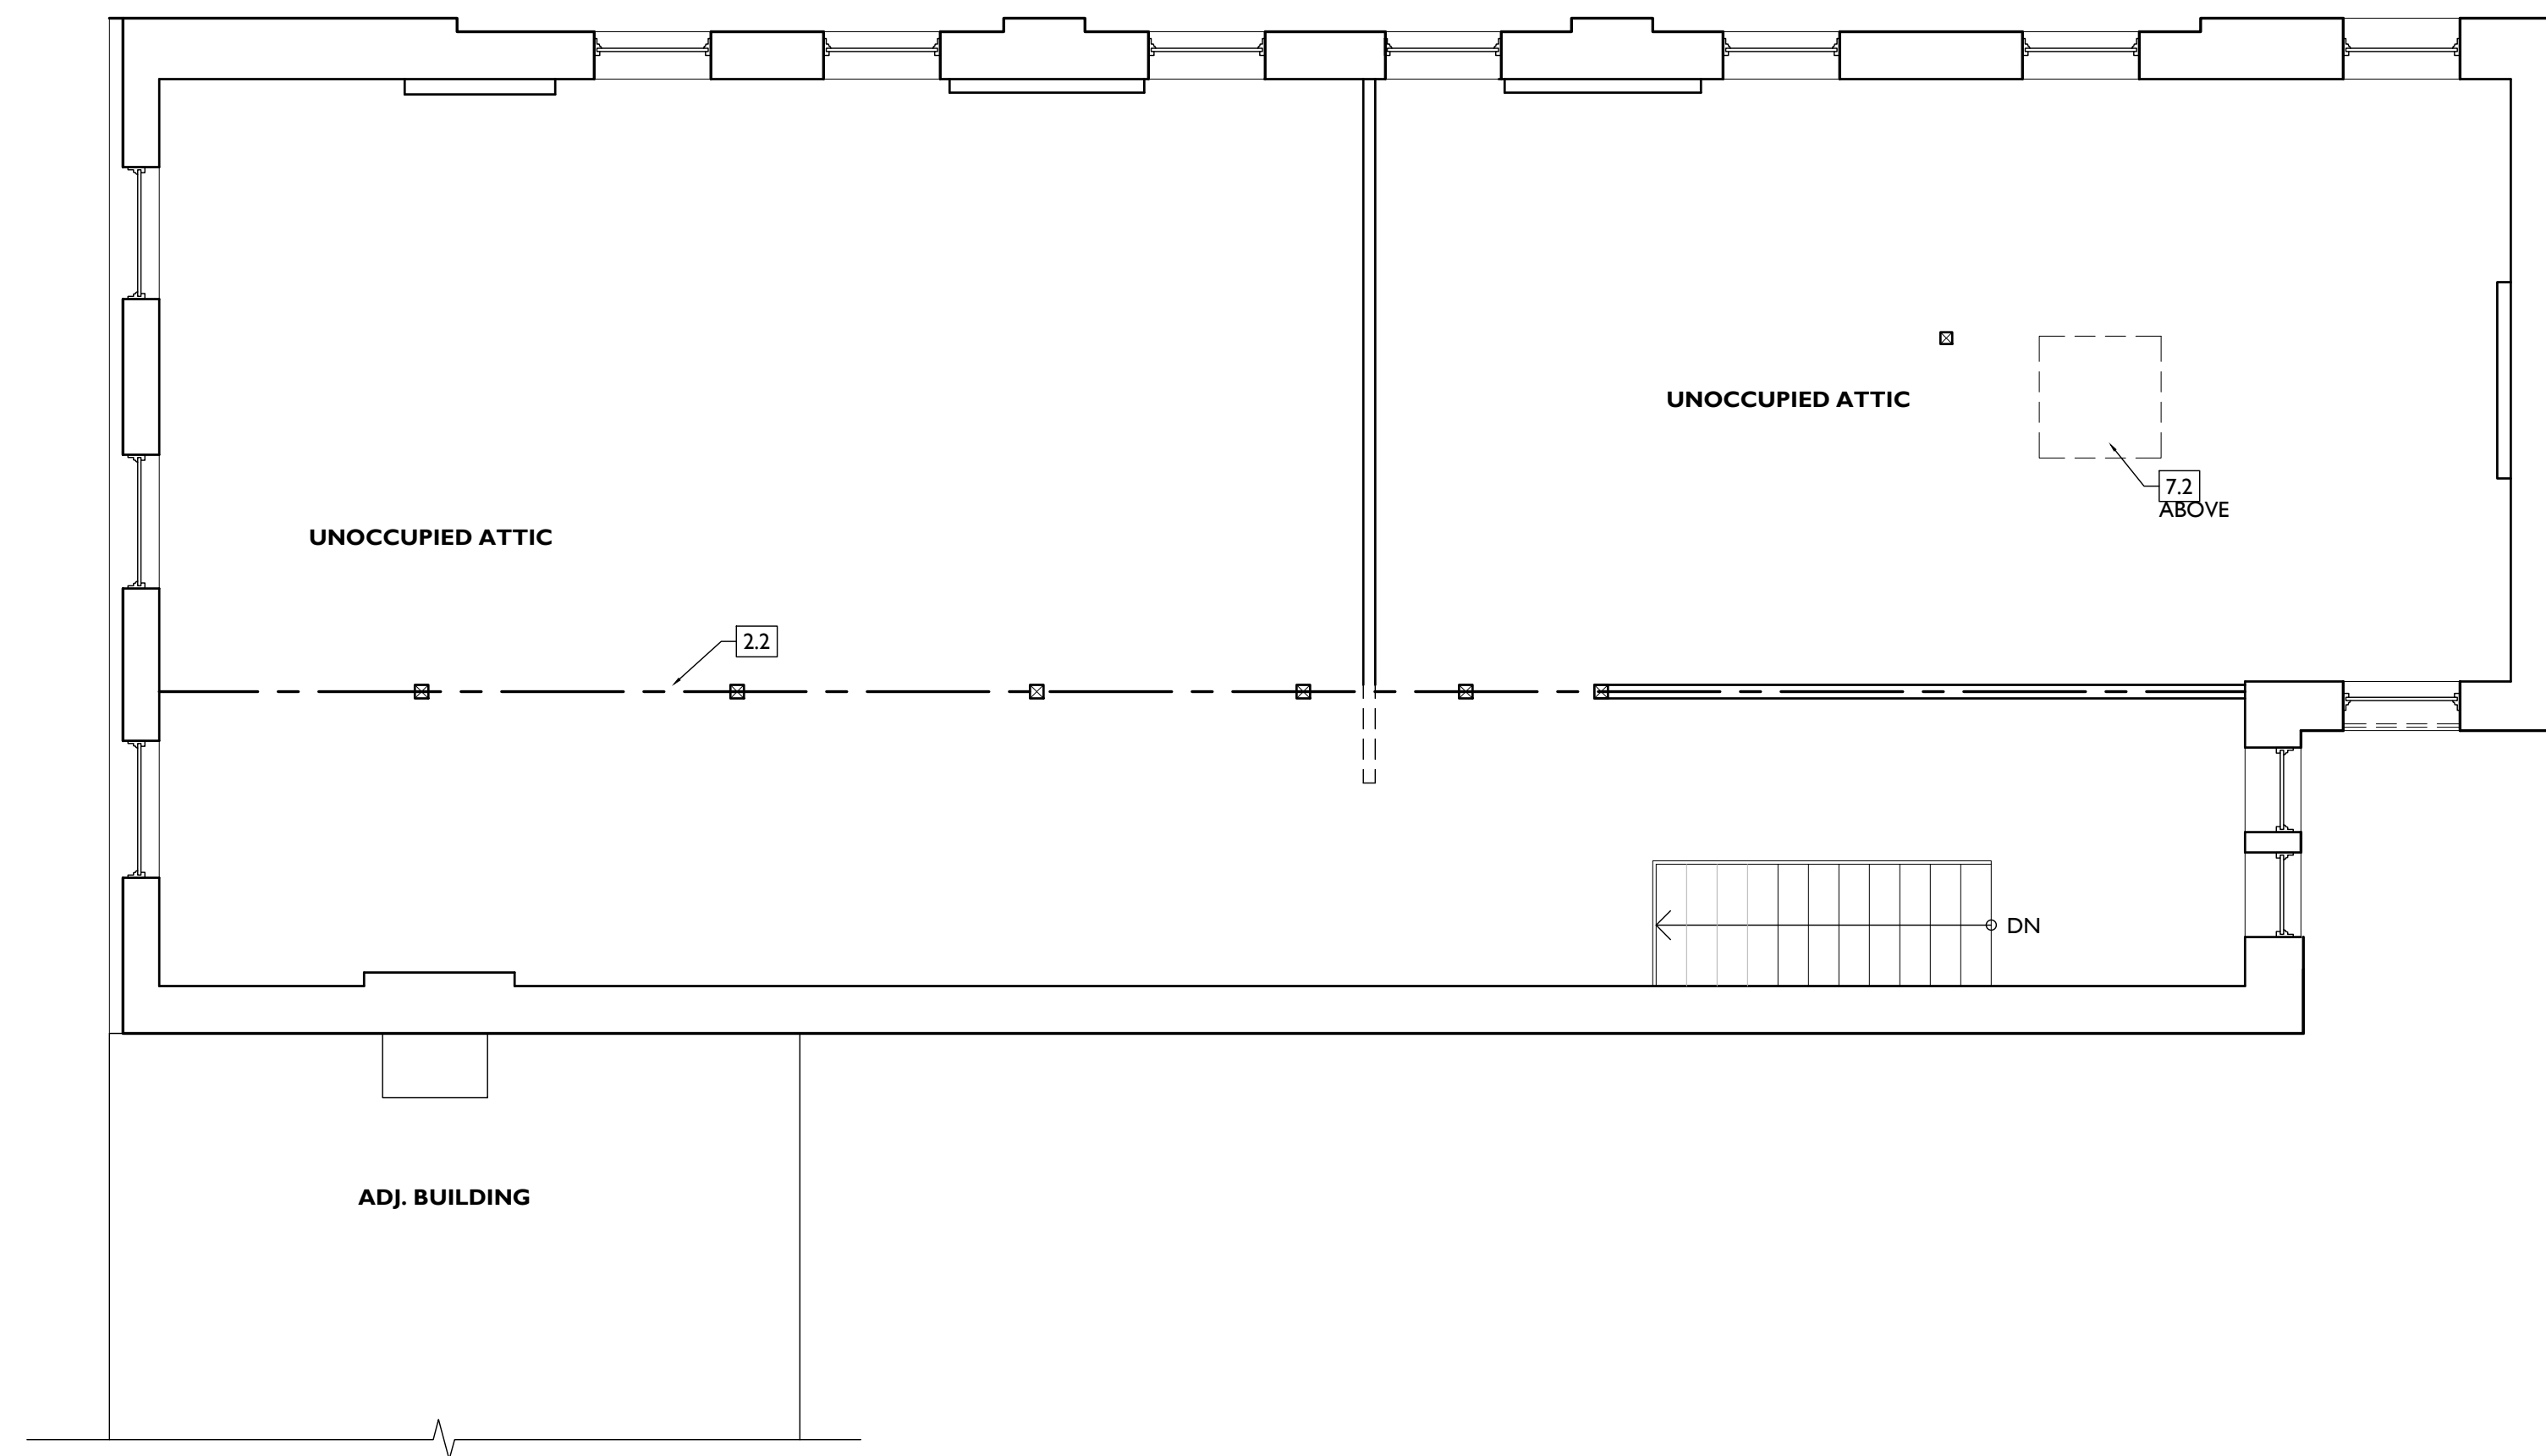 UNOCCUPIED ATTIC
7.2
ABOVE
UNOCCUPIED ATTIC
2.2
DN
ADJ. BUILDING